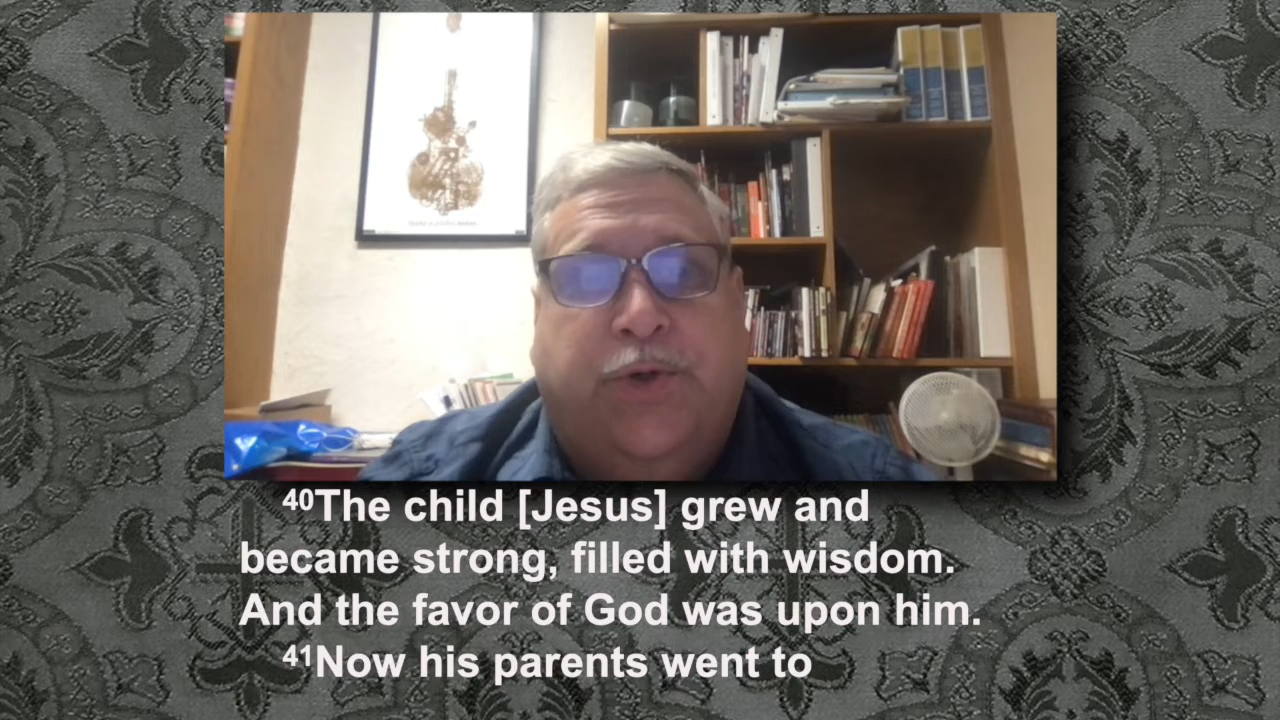 ⁴⁰The child [Jesus] grew and
became strong, filled with wisdom.
And the favor of God was upon him.
⁴¹Now his parents went to